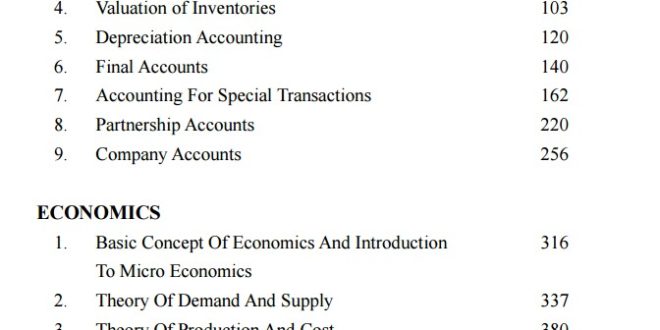 4. Valuation of Inventories 103
5. Depreciation Accounting 120
6. Final Accounts 140
7. Accounting For Special Transactions 162
8. Partnership Accounts 220
9. Company Accounts 256
ECONOMICS
1. Basic Concept Of Economics And Introduction 316
To Micro Economics
2. Theory Of Demand And Supply 337
3. Theory Of Production And Cost 380